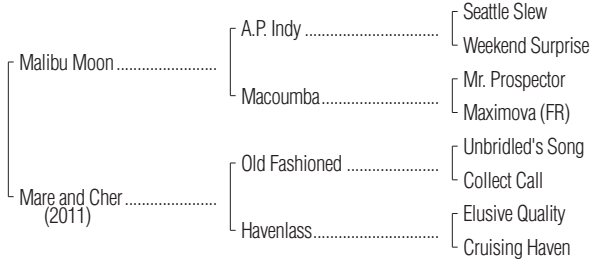 Seattle Slew
A.P. Indy
Weekend Surprise
Malibu Moon
Mr. Prospector
Macoumba
Maximova (FR)
Unbridled's Song
Old Fashioned
Collect Call
Mare and Cher
(2011)
Elusive Quality
Havenlass
Cruising Haven